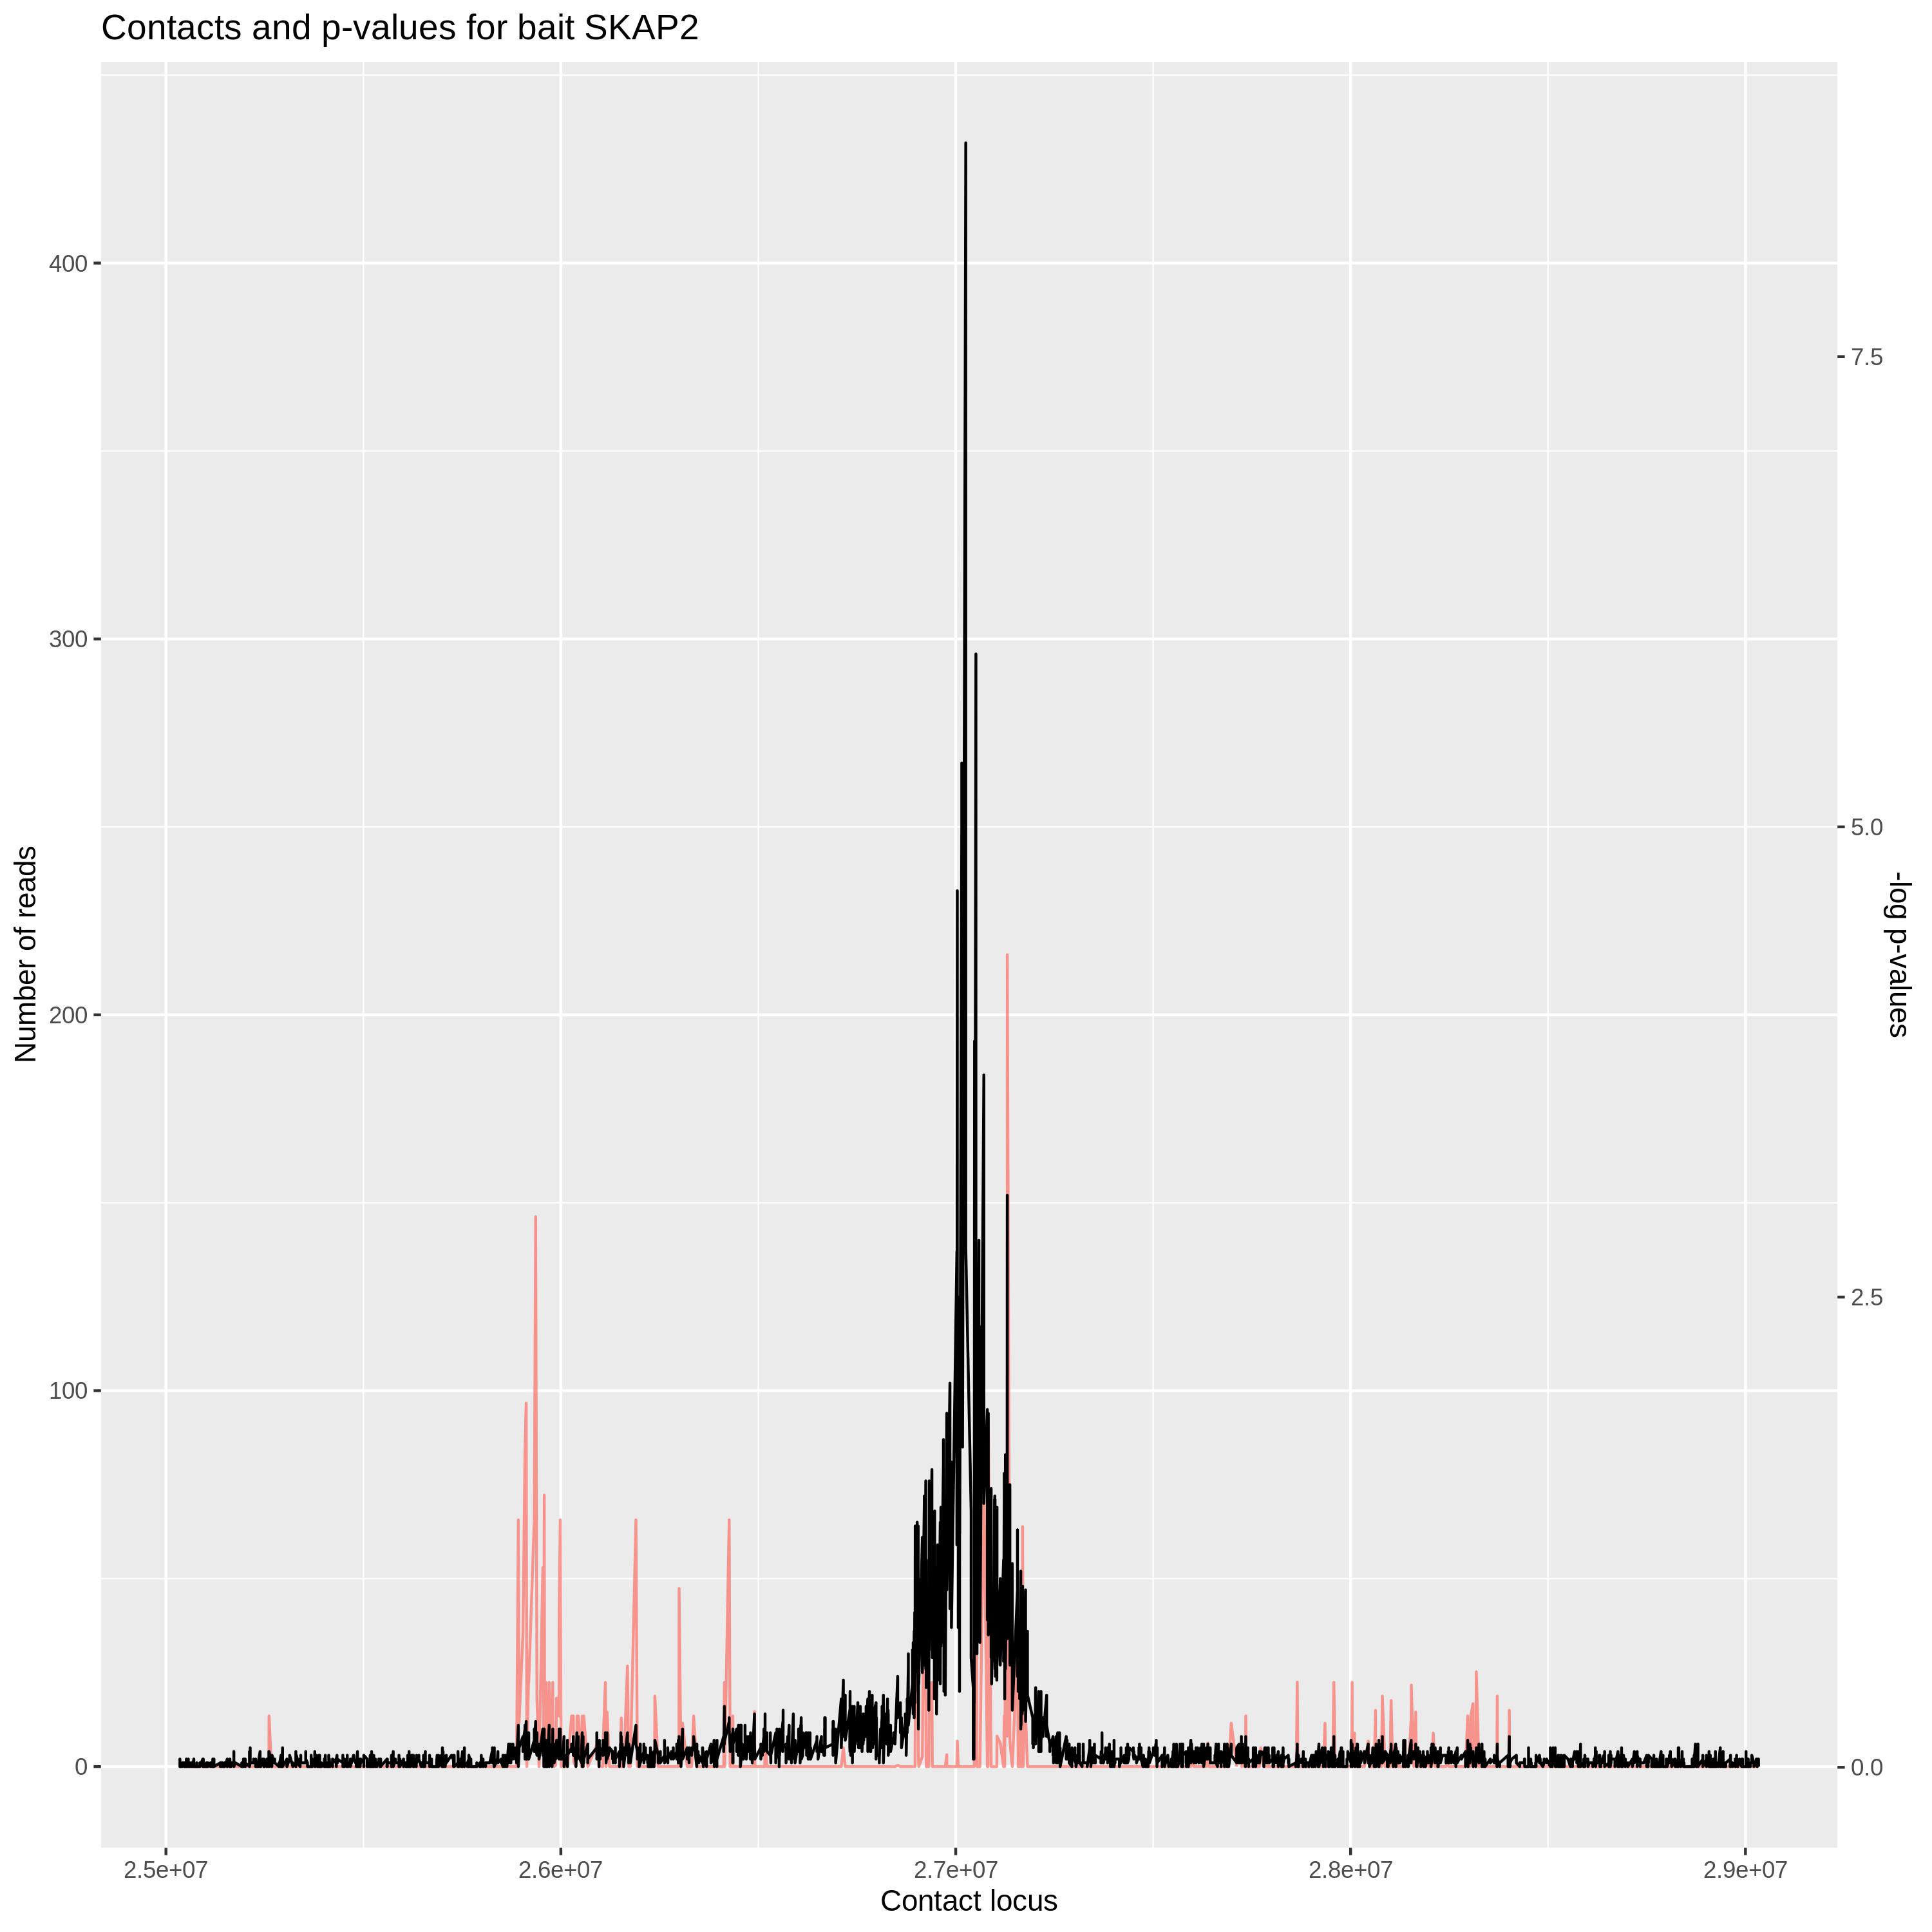 Contacts and p-values for bait SKAP2
400
300
200
100
0
Number of reads
7.5
5.0
2.5
0.0
-log p-values
2.5e+07
2.6e+07
2.7e+07
2.8e+07
2.9e+07
Contact locus